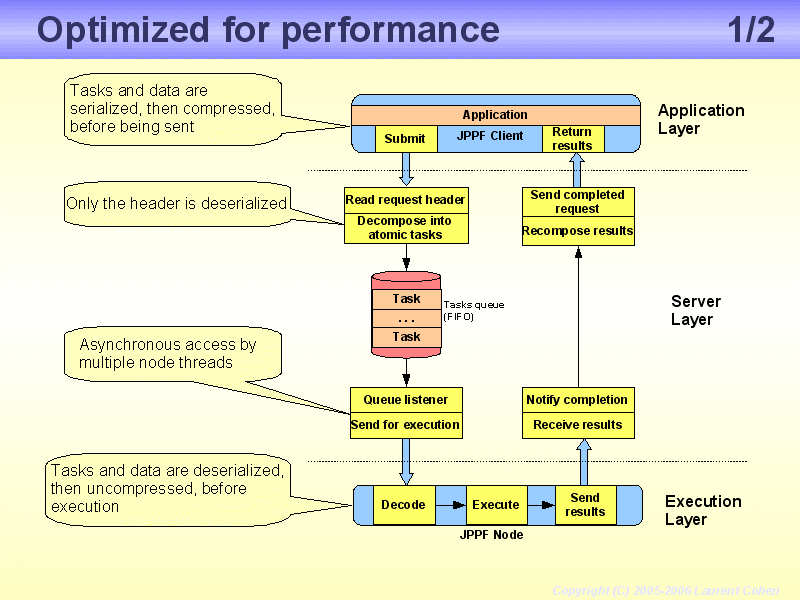 Optimized for performance 1/2
Tasks and data are
serialized, then compressed,
before being sent
Application
Submit
JPPF Client
Return
results
Application
Layer
Only the header is deserialized
Read request header
Decompose into
atomic tasks
Send completed
request
Recompose results
Task
. . .
Task
Tasks queue
(FIFO)
Server
Layer
Asynchronous access by
multiple node threads
Queue listener
Send for execution
Notify completion
Receive results
Tasks and data are deserialized,
then uncompressed, before
execution
Decode
Execute
Send
results
JPPF Node
Execution
Layer
Copyright (C) 2005-2006 Laurent Cohen